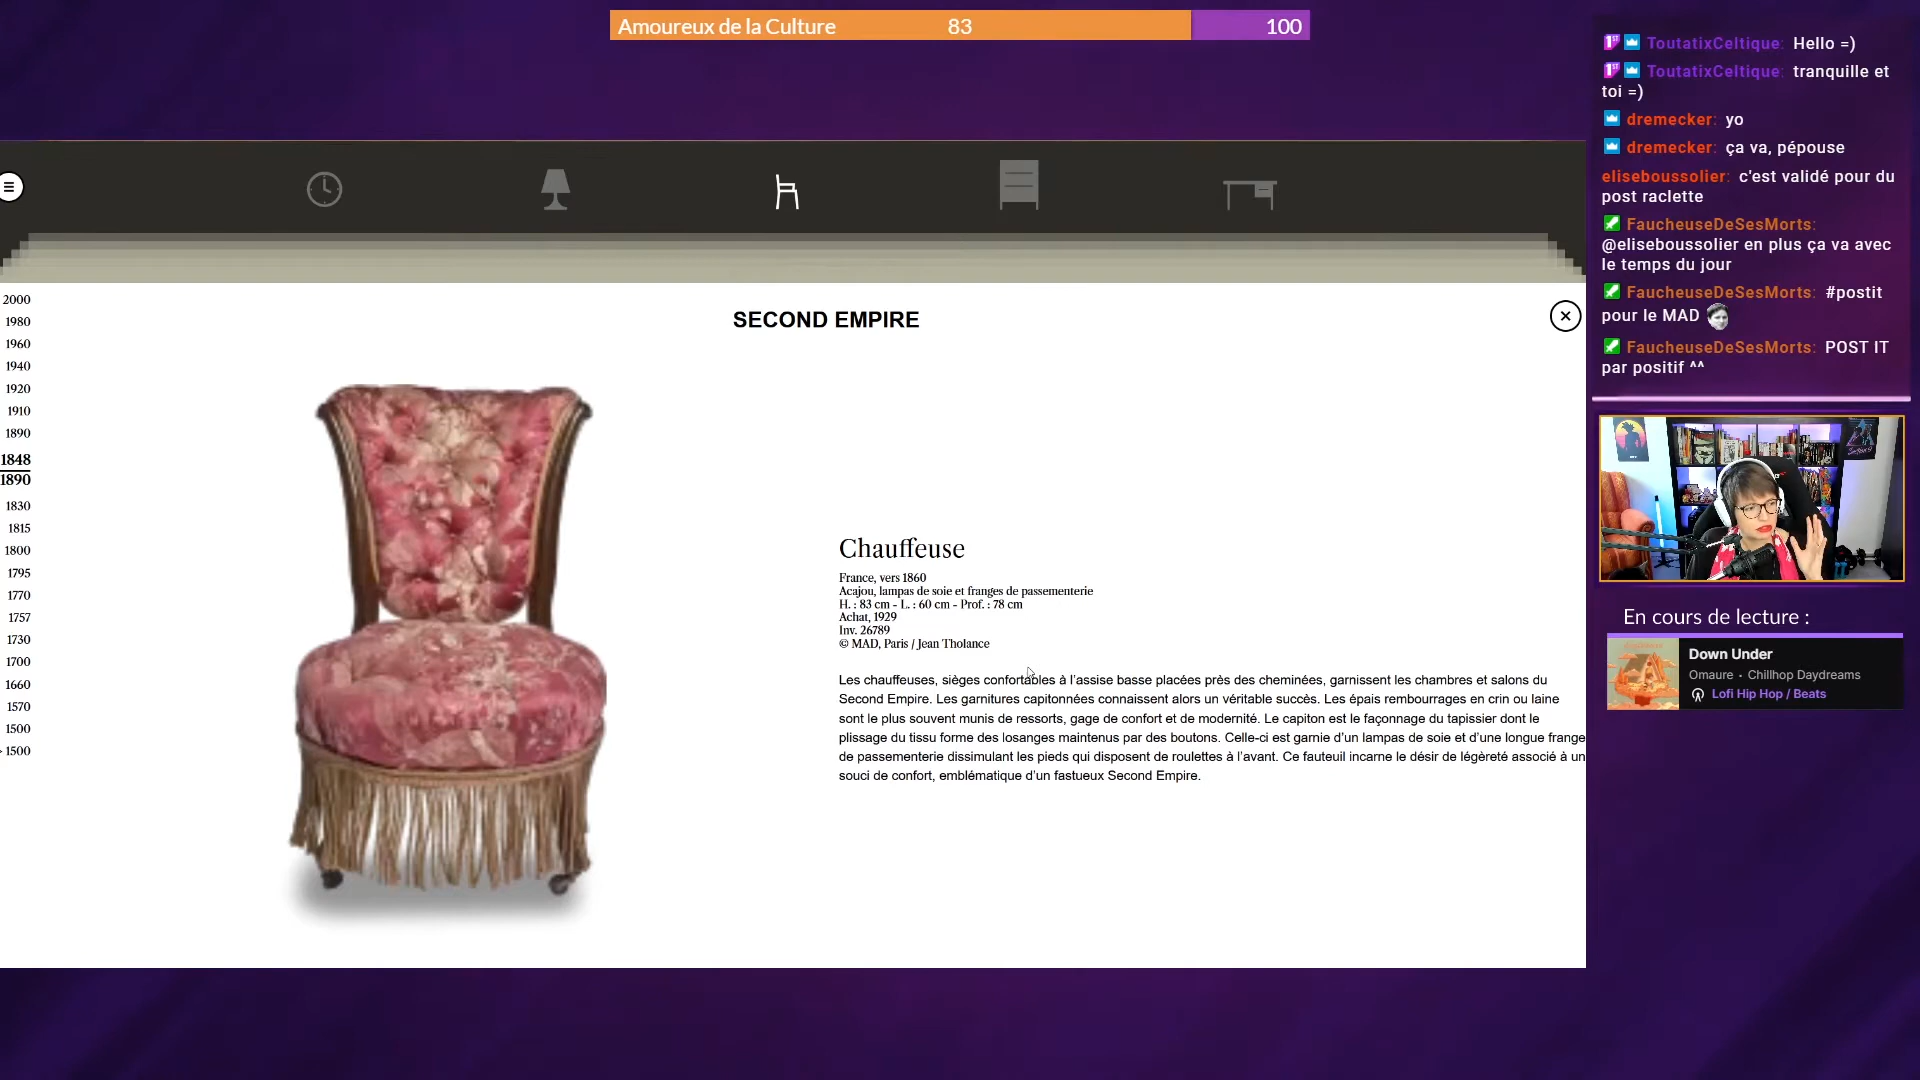 Amoureux de la Culture 83 100
2000
1980
1960
1940
1920
1910
1890
1848
1890
1830
1815
1800
1795
1770
1757
1730
1700
1660
1570
1500
1500
SECOND EMPIRE
Chauffeuse
France, vers 1860
Acajou, lampas de soie et franges de passementerie
H. : 83 cm - L. : 60 cm - Prof. : 78 cm
Achat, 1929
Inv. 26789
© MAD, Paris / Jean Tholance
Les chauffeuses, sièges confortables à l’assise basse placées près des cheminées, garnissent les chambres et salons du
Second Empire. Les garnitures capitonnées connaissent alors un véritable succès. Les épais rembourrages en crin ou laine
sont le plus souvent munis de ressorts, gage de confort et de modernité. Le capiton est le façonnage du tapissier dont le
plissage du tissu forme des losanges maintenus par des boutons. Celle-ci est garnie d’un lampas de soie et d’une longue frange
de passementerie dissimulant les pieds qui disposent de roulettes à l’avant. Ce fauteuil incarne le désir de légèreté associé à un
souci de confort, emblématique d’un fastueux Second Empire.
1ST ToutatixCeltique: Hello =)
1ST ToutatixCeltique: tranquille et
toi =)
dremecker: yo
dremecker: ça va, pépouse
eliseboussolier: c'est validé pour du
post raclette
FaucheuseDeSesMorts:
@eliseboussolier en plus ça va avec
le temps du jour
FaucheuseDeSesMorts: #postit
pour le MAD
FaucheuseDeSesMorts: POST IT
par positif ^^
En cours de lecture :
Down Under
Omaure • Chillhop Daydreams
Lofi Hip Hop / Beats